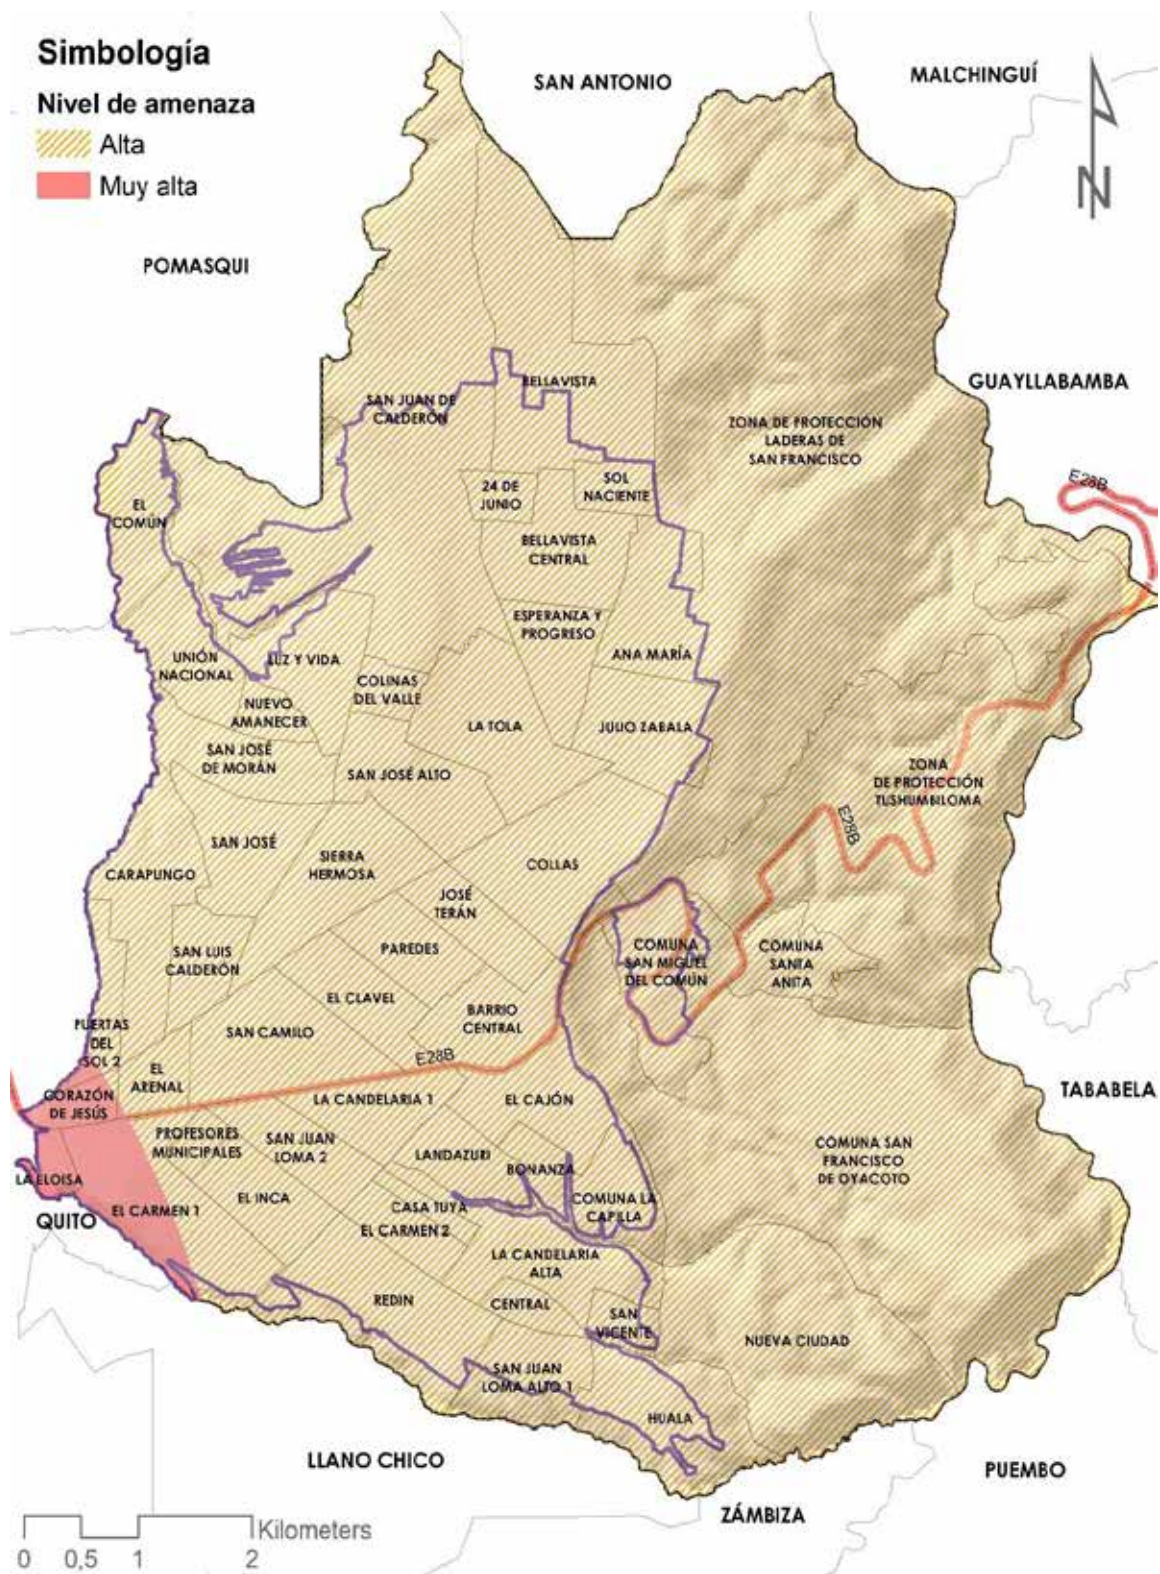 Simbología
Nivel de amenaza
Alta
Muy alta
SAN ANTONIO
MALCHINGUÍ
N
POMASQUI
GUAYLLABAMBA
BELLAVISTA
SAN JUAN DE
CALDERÓN
ZONA DE PROTECCIÓN
LADERAS DE
SAN FRANCISCO
E28B
EL
COMÚN
24 DE
JUNIO
SOL
NACIENTE
BELLAVISTA
CENTRAL
ESPERANZA Y
PROGRESO
ANA MARÍA
UNIÓN
NACIONAL
LUZ Y VIDA
COLINAS
DEL VALLE
NUEVO
AMANECER
LA TOLA
JULIO ZABALA
SAN JOSÉ
DE MORÁN
SAN JOSÉ ALTO
ZONA
DE PROTECCIÓN
TUSHUMBILOMA
E28B
SAN JOSÉ
CARAPUNGO
SIERRA
HERMOSA
COLLAS
JOSÉ
TERÁN
PAREDES
SAN LUIS
CALDERÓN
COMUNA
SAN MIGUEL
DEL COMÚN
COMUNA
SANTA
ANITA
EL CLAVEL
BARRIO
CENTRAL
SAN CAMILO
PUERTAS
DEL
SOL 2
E28B
EL
ARENAL
CORAZÓN
DE JESÚS
LA CANDELARIA 1
EL CAJÓN
TABABELA
PROFESORES
MUNICIPALES
SAN JUAN
LOMA 2
LANDAZURI
BONANZA
COMUNA SAN
FRANCISCO
DE OYACOTO
LA ELOISA
QUITO
EL CARMEN 1
EL INCA
CASA TUYA
EL CARMEN 2
COMUNA LA
CAPILLA
LA CANDELARIA
ALTA
REDIN
CENTRAL
SAN
VICENTE
NUEVA CIUDAD
SAN JUAN
LOMA ALTO 1
HUALA
LLANO CHICO
PUEMBO
ZÁMBIZA
Kilometers
0 0,5 1 2